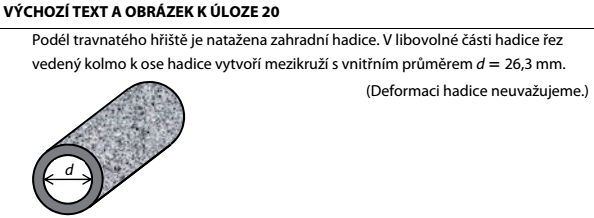 VÝCHOZÍ TEXT A OBRÁZEK K ÚLOZE 20
Podél travnatého hřiště je natažena zahradní hadice. V libovolné části hadice řez
vedený kolmo k ose hadice vytvoří mezikruží s vnitřním průměrem d = 26,3 mm.
(Deformaci hadice neuvažujeme.)
d